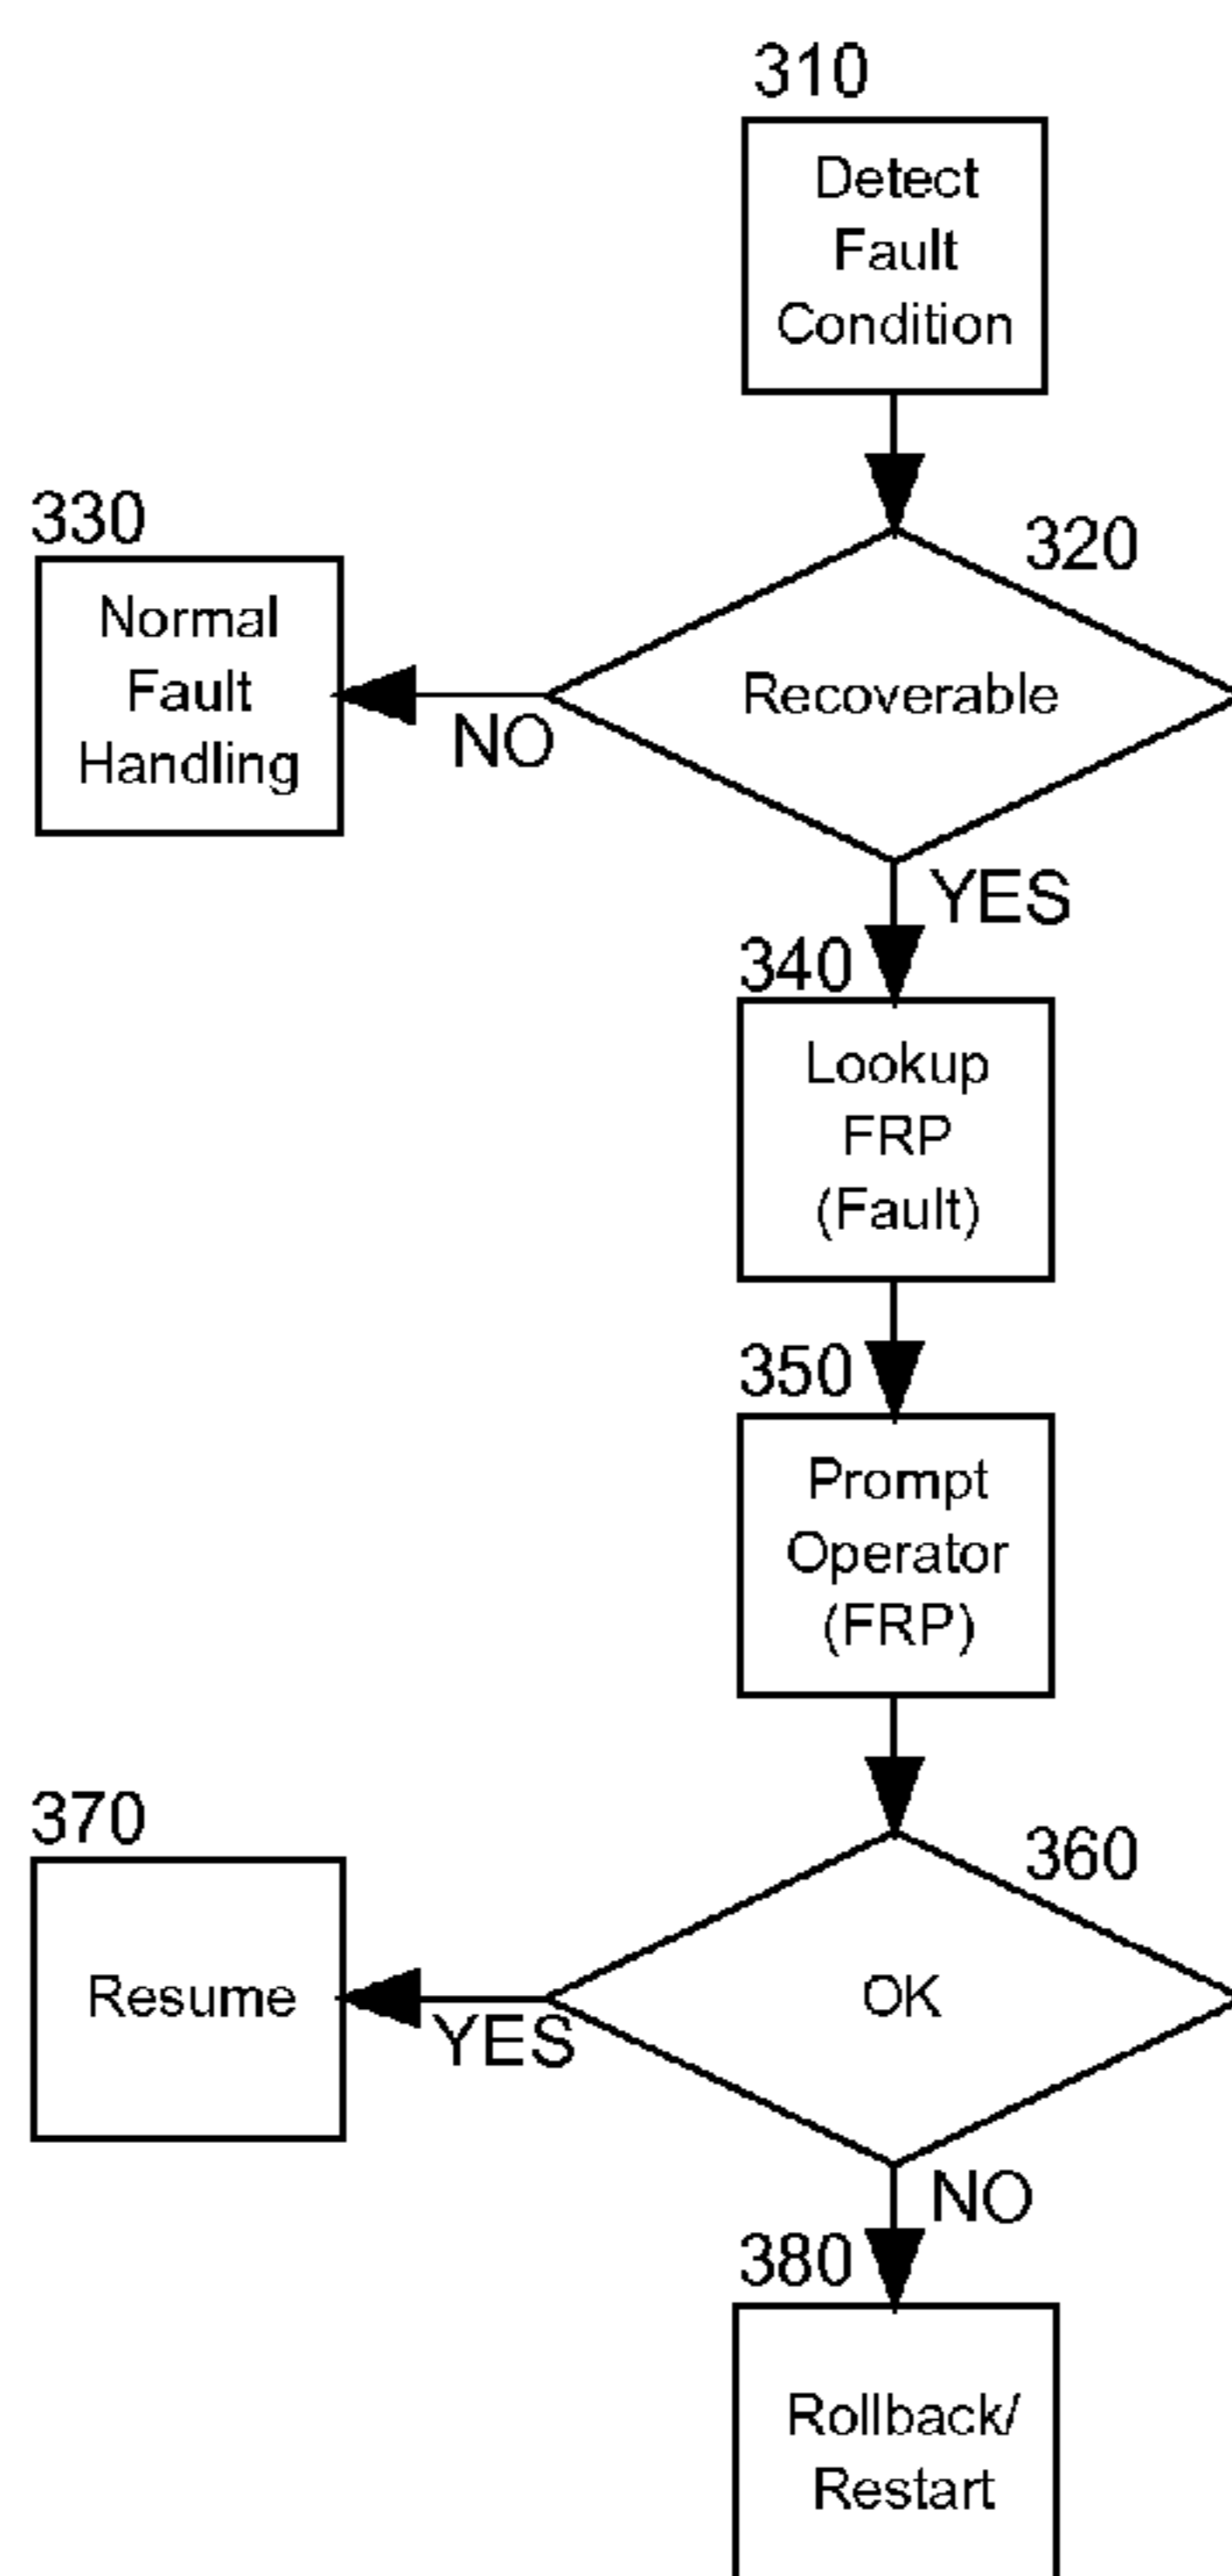 310
Detect
Fault
Condition
320
Recoverable
330
Normal
Fault
Handling
NO
YES
340
Lookup
FRP
(Fault)
350
Prompt
Operator
(FRP)
360
OK
370
Resume
YES
NO
380
Rollback/
Restart